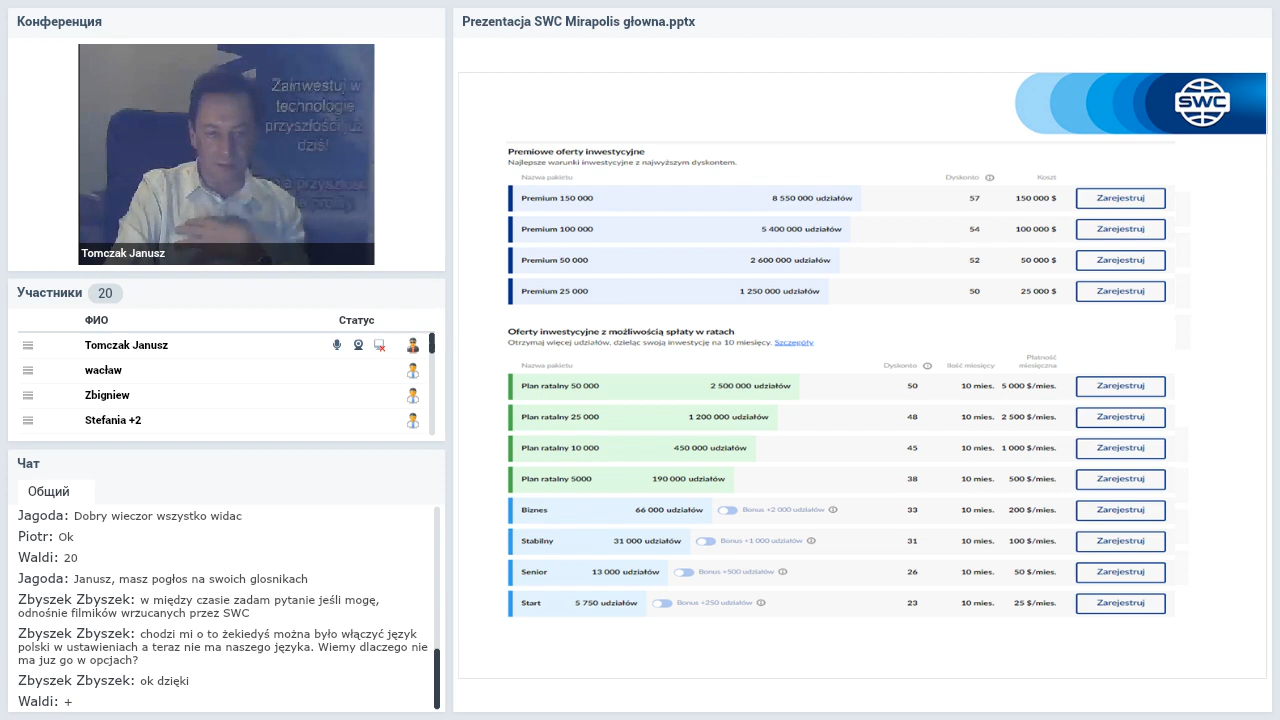 Конференция
Zainwestuj w
technologie
przyszłości już
dziś!
Tomczak Janusz
Участники 20
ФИО Статус
Tomczak Janusz
wacław
Zbigniew
Stefania +2
Чат
Общий
Jagoda: Dobry wieczor wszystko widac
Piotr: Ok
Waldi: 20
Jagoda: Janusz, masz pogłos na swoich glosnikach
Zbyszek Zbyszek: w między czasie zadam pytanie jeśli mogę,
odnośnie filmików wrzucanych przez SWC
Zbyszek Zbyszek: chodzi mi o to żekiedyś można było włączyć język
polski w ustawieniach a teraz nie ma naszego języka. Wiemy dlaczego nie
ma juz go w opcjach?
Zbyszek Zbyszek: ok dzięki
Waldi: +
Prezentacja SWC Mirapolis głowna.pptx
SWC
Premiowe oferty inwestycyjne
Najlepsze warunki inwestycyjne z najwyższym dyskontem.
Nazwa pakietu Dyskonto Koszt
Premium 150 000 8 550 000 udziałów 57 150 000 $ Zarejestruj
Premium 100 000 5 400 000 udziałów 54 100 000 $ Zarejestruj
Premium 50 000 2 600 000 udziałów 52 50 000 $ Zarejestruj
Premium 25 000 1 250 000 udziałów 50 25 000 $ Zarejestruj
Oferty inwestycyjne z możliwością spłaty w ratach
Otrzymaj więcej udziałów, dzieląc swoją inwestycję na 10 miesięcy. Szczegóły
Nazwa pakietu Dyskonto Ilość miesięcy Płatność
miesięczna
Plan ratalny 50 000 2 500 000 udziałów 50 10 mies. 5 000 $/mies. Zarejestruj
Plan ratalny 25 000 1 200 000 udziałów 48 10 mies. 2 500 $/mies. Zarejestruj
Plan ratalny 10 000 450 000 udziałów 45 10 mies. 1 000 $/mies. Zarejestruj
Plan ratalny 5000 190 000 udziałów 38 10 mies. 500 $/mies. Zarejestruj
Biznes 66 000 udziałów Bonus +2 000 udziałów 33 10 mies. 200 $/mies. Zarejestruj
Stabilny 31 000 udziałów Bonus +1 000 udziałów 31 10 mies. 100 $/mies. Zarejestruj
Senior 13 000 udziałów Bonus +500 udziałów 26 10 mies. 50 $/mies. Zarejestruj
Start 5 750 udziałów Bonus +250 udziałów 23 10 mies. 25 $/mies. Zarejestruj